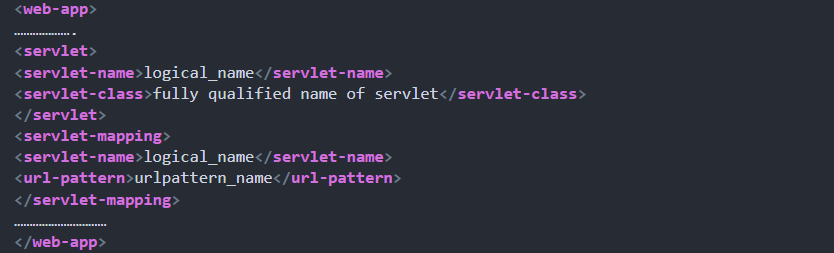 <web-app>
……………….
<servlet>
<servlet-name>logical_name</servlet-name>
<servlet-class>fully qualified name of servlet</servlet-class>
</servlet>
<servlet-mapping>
<servlet-name>logical_name</servlet-name>
<url-pattern>urlpattern_name</url-pattern>
</servlet-mapping>
…………………………
</web-app>